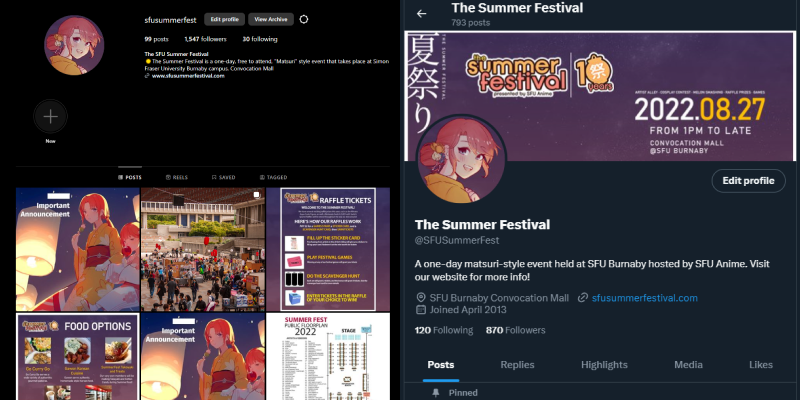 sfusummerfest
Edit profile
View Archive
99 posts
1,547 followers
30 following
The SFU Summer Festival
The Summer Festival is a one-day, free to attend, "Matsuri" style event that takes place at Simon
Fraser University Burnaby campus. Convocation Mall
www.sfusummerfestival.com
New
POSTS
REELS
SAVED
TAGGED
Important
Announcement
RAFFLE TICKETS
WELCOME TO THE SUMMER FESTIVAL!
HERE'S HOW OUR RAFFLES WORK
FILL UP THE STICKER CARD
PLAY FESTIVAL GAMES
DO THE SCAVENGER HUNT
ENTER TICKETS IN THE RAFFLE
OF YOUR CHOICE TO WIN!
FOOD OPTIONS
Important
Announcement
SUMMER FEST
PUBLIC FLOORPLAN
2022
STAGE
The Summer Festival
793 posts
夏祭り
THE SUMMER FESTIVAL
the
summer
festival
presented by SFU Anime
祭
10
years
ARTIST ALLEY
COSPLAY CONTEST
MELON SMASHING
RAFFLE PRIZES
GAMES
2022.08.27
FROM 1PM TO LATE
CONVOCATION MALL
@SFU BURNABY
Edit profile
The Summer Festival
@SFUSummerFest
A one-day matsuri-style event held at SFU Burnaby hosted by SFU Anime. Visit
our website for more info!
SFU Burnaby Convocation Mall
sfusummerfestival.com
Joined April 2013
120 Following
870 Followers
Posts
Replies
Highlights
Media
Likes
Pinned